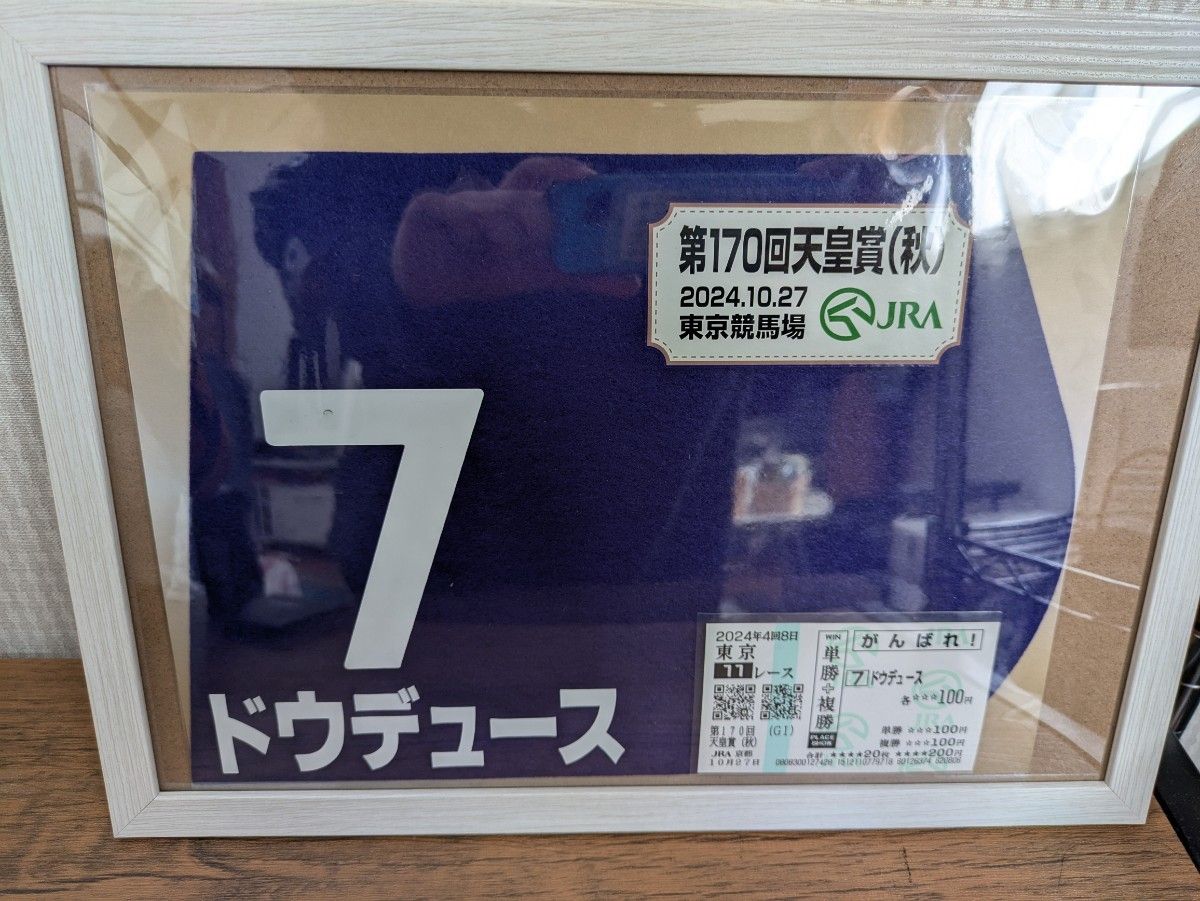 第170回天皇賞(秋)
2024.10.27
東京競馬場
JRA
7
ドウデュース
2024年4回8日
東京
11レース
第170回 (G1)
天皇賞(秋)
JRA 京都
10月27日
WIN
単勝+複勝
PLACE
SHOW
がんばれ!
7 ドウデュース
各☆☆☆100円
単勝 ☆☆☆100円
複勝 ☆☆☆100円
合計 ★★★★20枚 ★★★★200円
JRA